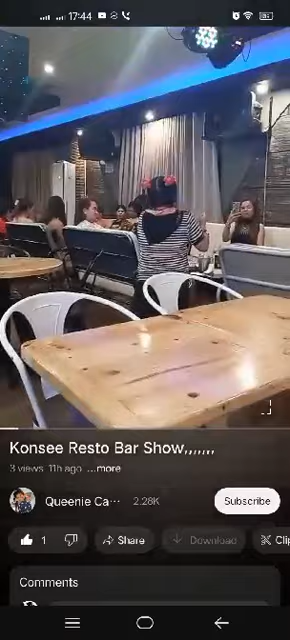 17:44
Konsee Resto Bar Show,,,,,,,
3 views 11h ago ...more
Queenie Ca... 2.28K Subscribe
1 Share Download Clip
Comments